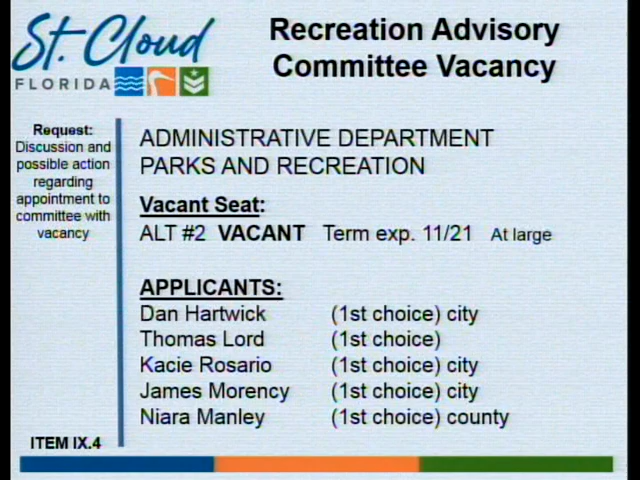 St. Cloud
FLORIDA
Recreation Advisory
Committee Vacancy
Request:
Discussion and
possible action
regarding
appointment to
committee with
vacancy
ADMINISTRATIVE DEPARTMENT
PARKS AND RECREATION
Vacant Seat:
ALT #2 VACANT Term exp. 11/21 At large
APPLICANTS:
Dan Hartwick (1st choice) city
Thomas Lord (1st choice)
Kacie Rosario (1st choice) city
James Morency (1st choice) city
Niara Manley (1st choice) county
ITEM IX.4